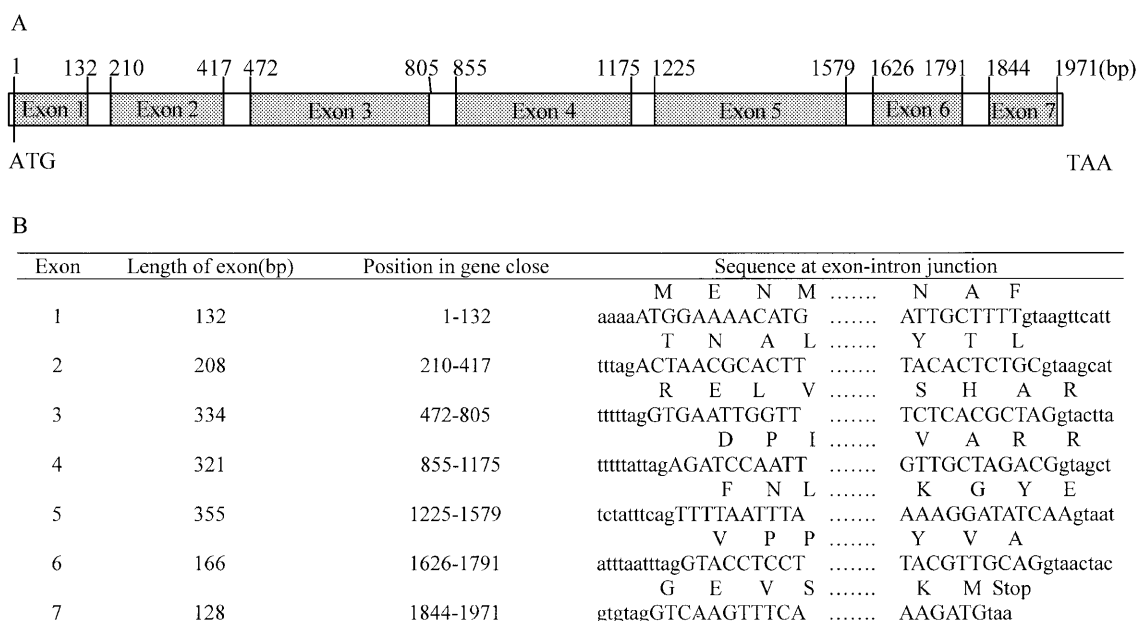 A
1 132 210 417 472 805 855 1175 1225 1579 1626 1791 1844 1971(bp)
Exon 1 Exon 2 Exon 3 Exon 4 Exon 5 Exon 6 Exon 7
ATG TAA
B
Exon Length of exon(bp) Position in gene close Sequence at exon-intron junction
M E N M ....... N A F
1 132 1-132 aaaaATGGAAAACATG ....... ATTGCTTTTgtaagttcatt
T N A L ....... Y T L
2 208 210-417 tttagACTAACGCACTT ....... TACACTCTGCgtaagcat
R E L V ....... S H A R
3 334 472-805 tttttagGTGAATTGGTT ....... TCTCACGCTAGgtactta
D P I ....... V A R R
4 321 855-1175 tttttattagAGATCCAATT ....... GTTGCTAGACGgtagct
F N L ....... K G Y E
5 355 1225-1579 tctatttcagTTTTAATTTA ....... AAAGGATATCAAgtaat
V P P ....... Y V A
6 166 1626-1791 atttaatttagGTACCTCCT ....... TACGTTGCAGgtaactac
G E V S ....... K M Stop
7 128 1844-1971 gtgtagGTCAAGTTTCA ....... AAGATGtaa